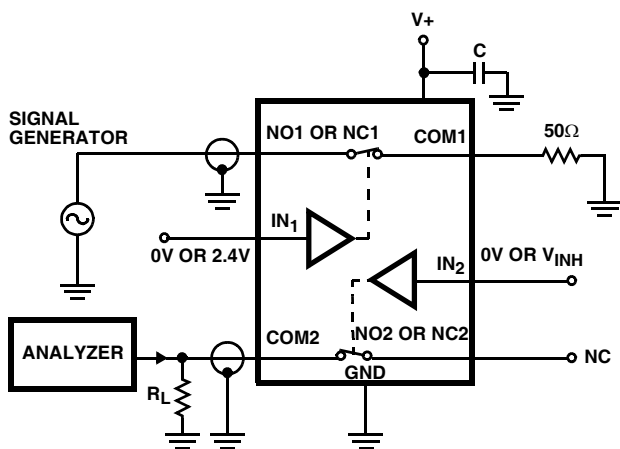 V+
C
SIGNAL
GENERATOR
NO1 OR NC1
COM1
50Ω
IN1
0V OR 2.4V
IN2
0V OR VINH
COM2
NO2 OR NC2
ANALYZER
NC
GND
RL